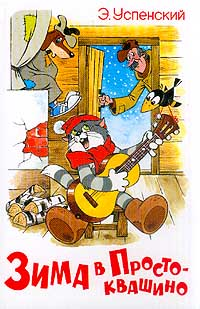 Э. Успенский
Зима в Просто-
квашино